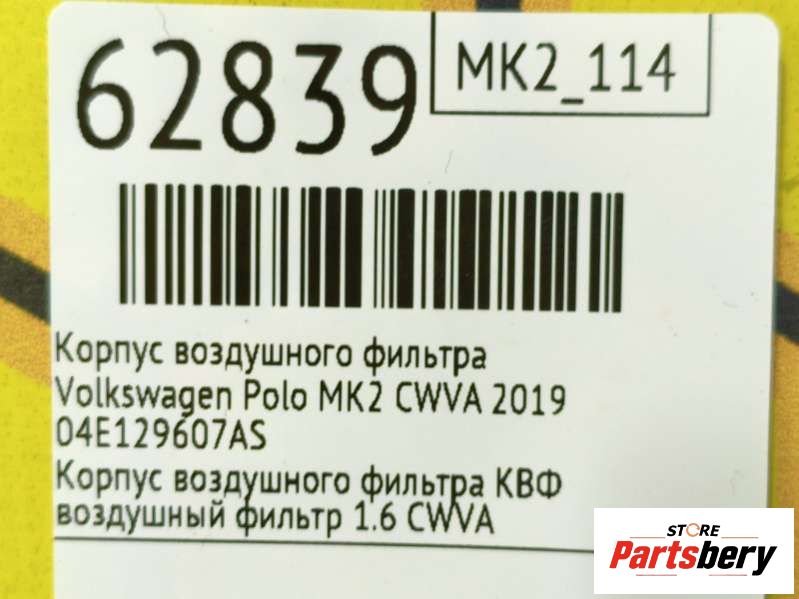 62839
MK2_114
Корпус воздушного фильтра
Volkswagen Polo MK2 CWVA 2019
04E129607AS
Корпус воздушного фильтра КВФ
воздушный фильтр 1.6 CWVA
STORE
Partsbery